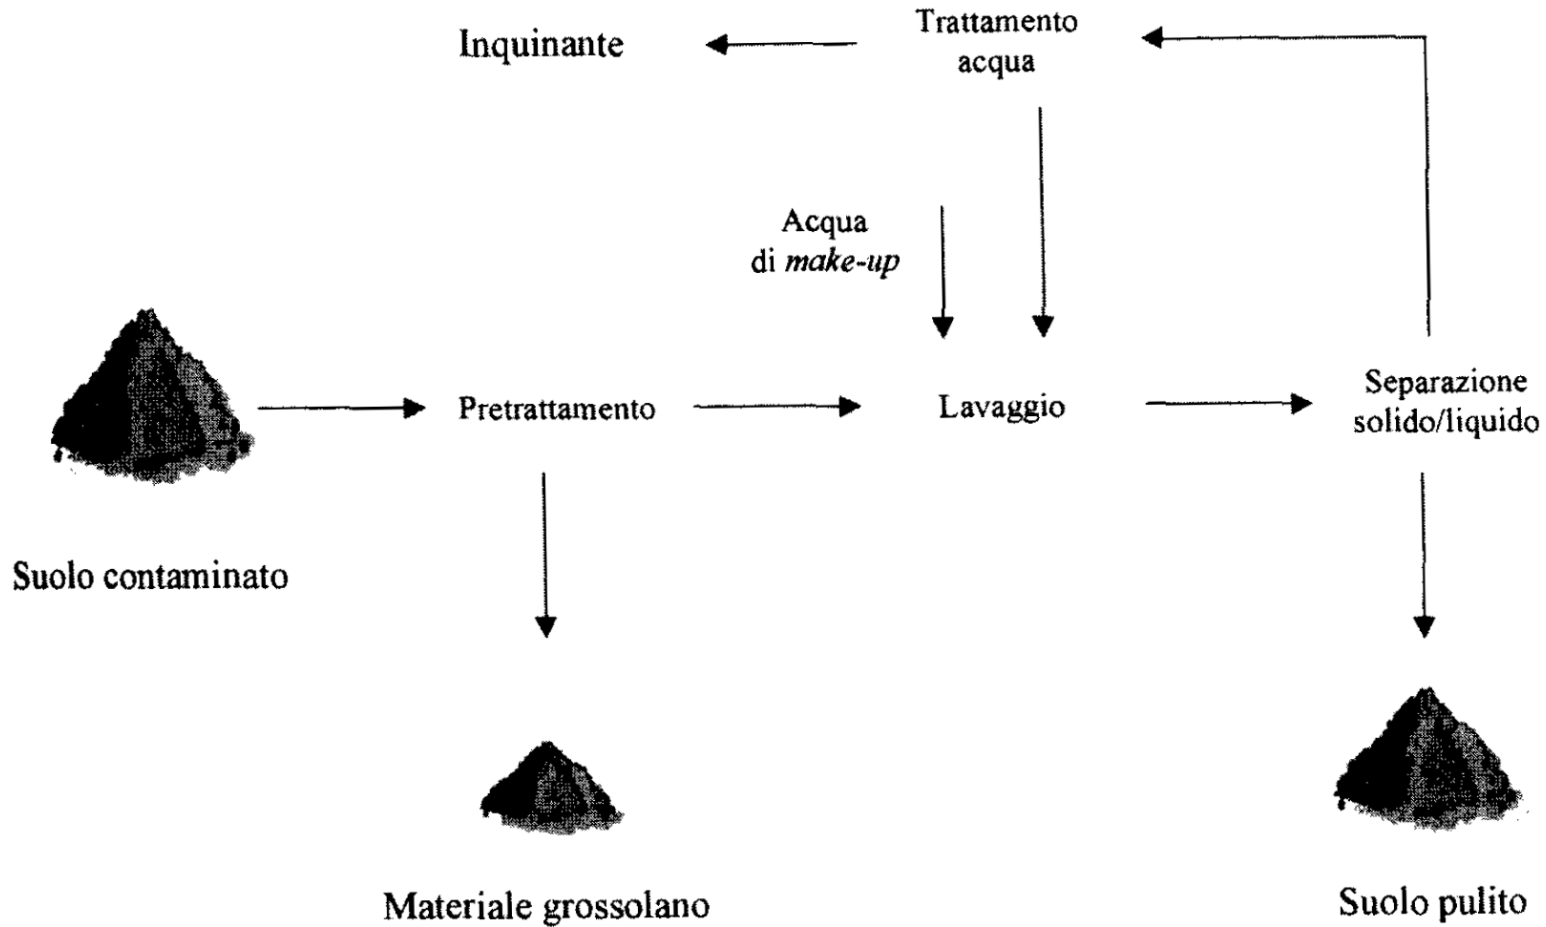 Inquinante
Trattamento
acqua
Acqua
di make-up
Pretrattamento
Lavaggio
Separazione
solido/liquido
Suolo contaminato
Materiale grossolano
Suolo pulito